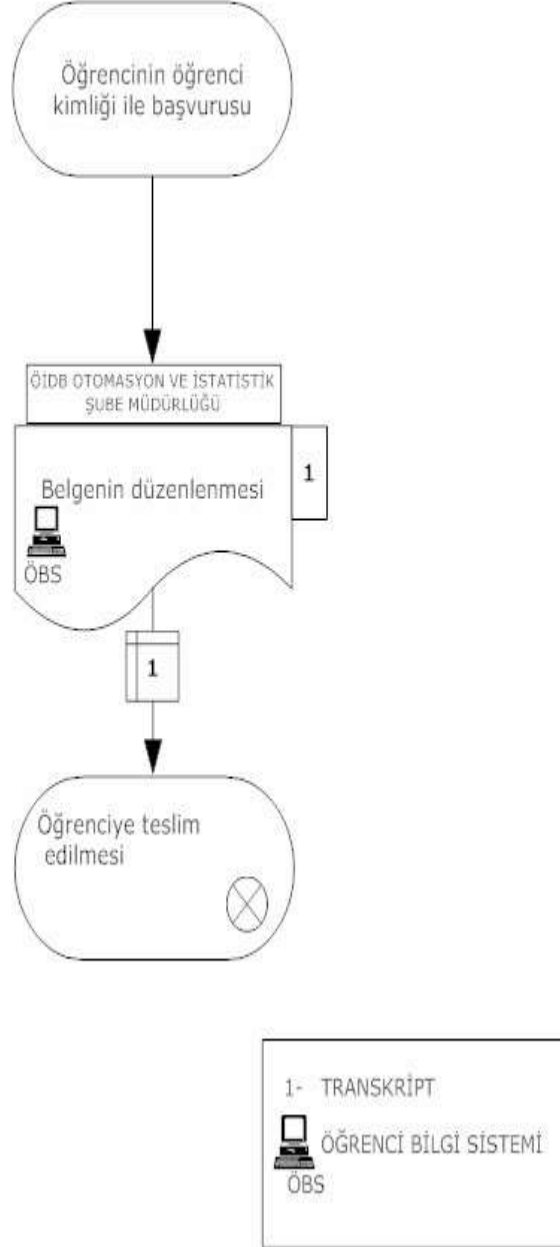 Öğrencinin öğrenci
kimliği ile başvurusu
ÖİDB OTOMASYON VE İSTATİSTİK
ŞUBE MÜDÜRLÜĞÜ
Belgenin düzenlenmesi
1
ÖBS
1
Öğrenciye teslim
edilmesi
1- TRANSKRİPT
ÖĞRENCİ BİLGİ SİSTEMİ
ÖBS